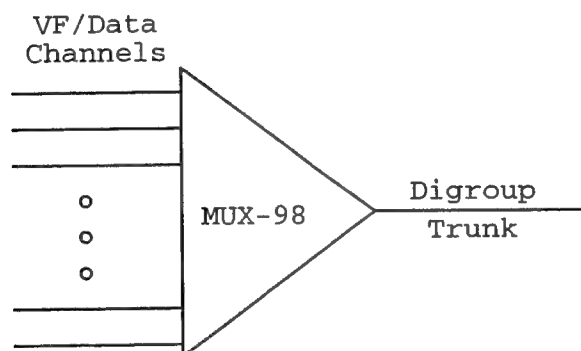 VF/Data
Channels
MUX-98
Digroup
Trunk